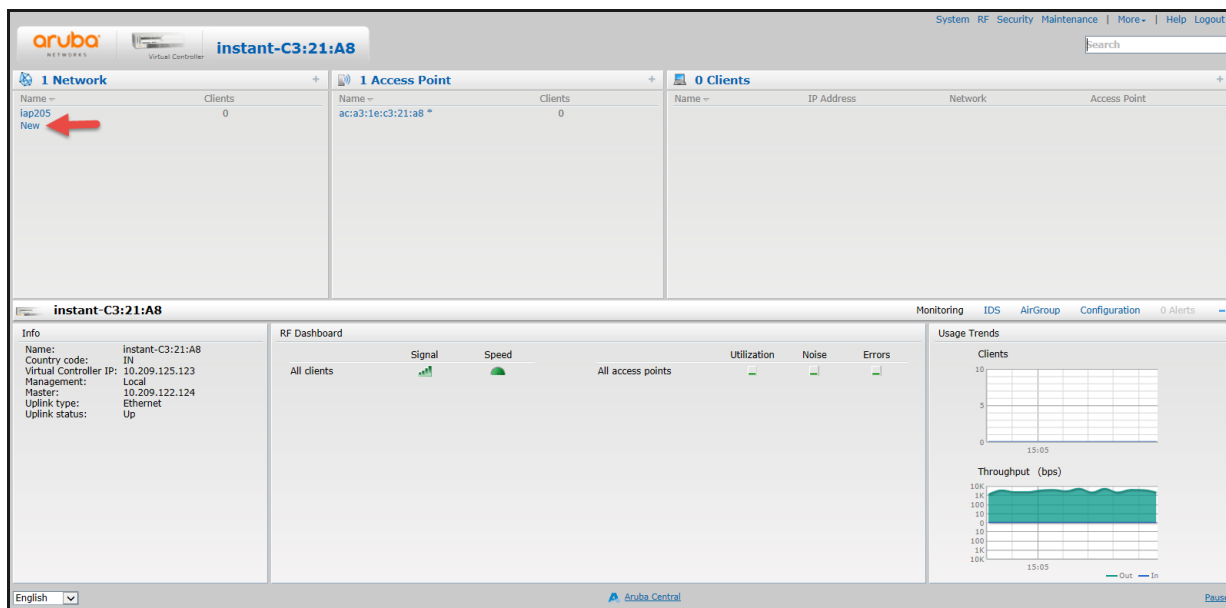 System RF Security Maintenance | More | Help Logout
aruba
NETWORKS
Virtual Controller
instant-C3:21:A8
Search
1 Network +
Name Clients
iap205 0
New
1 Access Point +
Name Clients
ac:a3:1e:c3:21:a8 * 0
0 Clients +
Name IP Address Network Access Point
instant-C3:21:A8
Monitoring IDS AirGroup Configuration 0 Alerts
Info
Name: instant-C3:21:A8
Country code: IN
Virtual Controller IP: 10.209.125.123
Management: Local
Master: 10.209.122.124
Uplink type: Ethernet
Uplink status: Up
RF Dashboard
Signal Speed
All clients
Utilization Noise Errors
All access points
Usage Trends
Clients
10
5
0
15:05
Throughput (bps)
10K
1K
100
10
0
10
100
1K
10K
15:05
Out In
English
Aruba Central
Pause